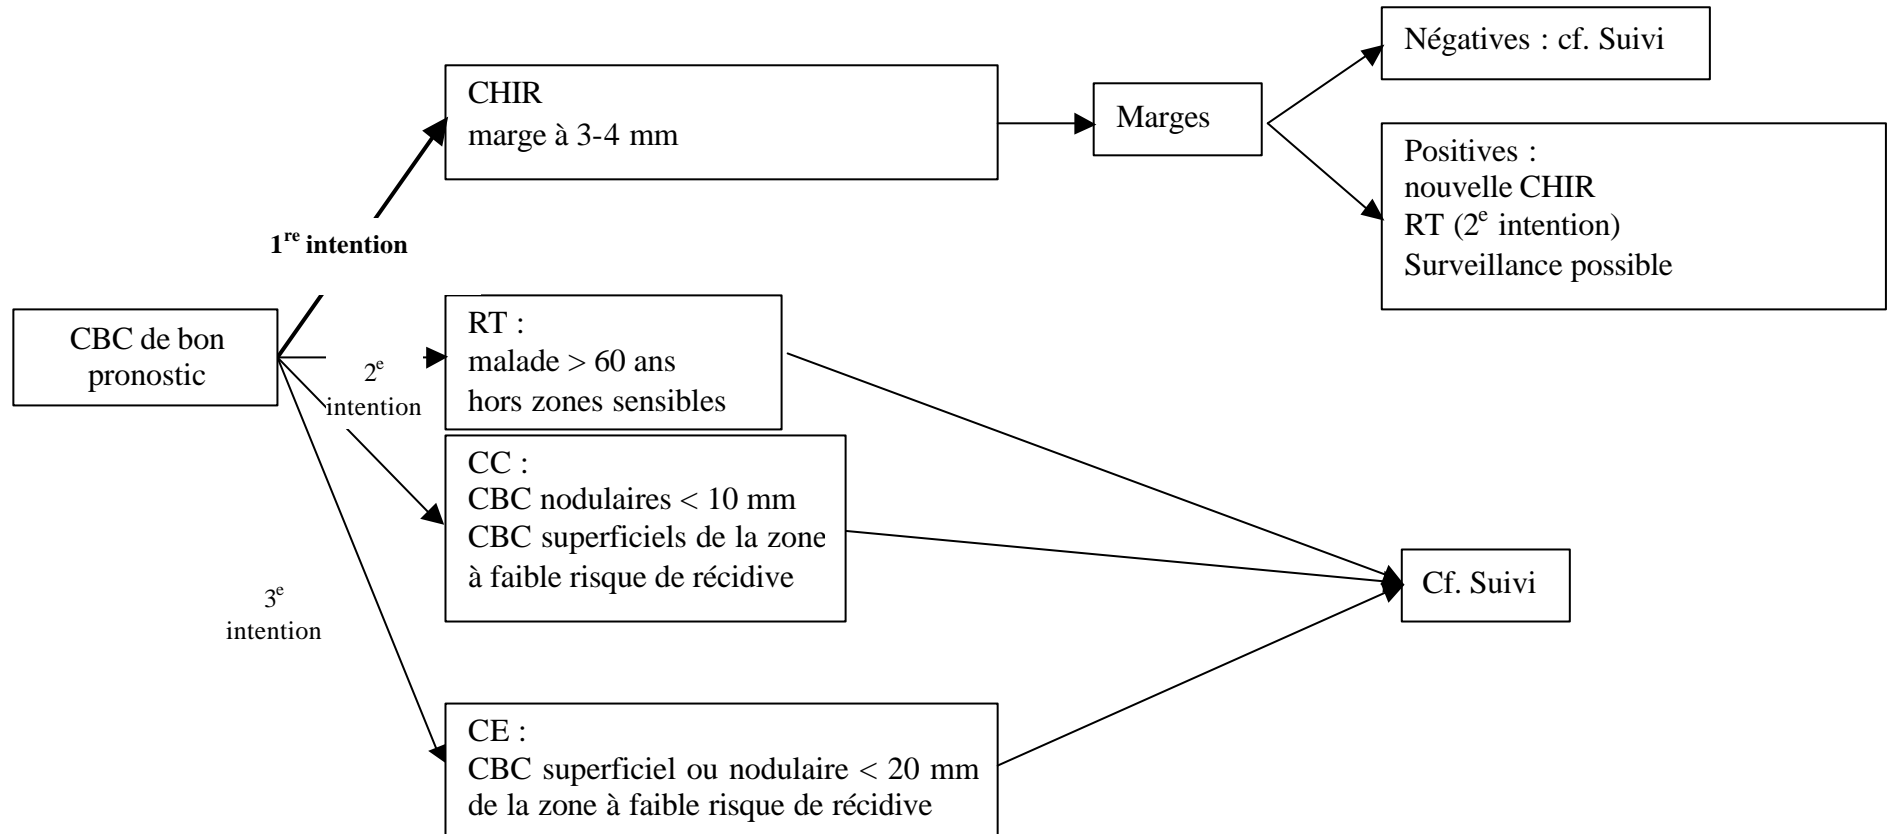 CBC de bon
pronostic
1re intention
CHIR
marge à 3-4 mm
Marges
Négatives : cf. Suivi
Positives :
nouvelle CHIR
RT (2e intention)
Surveillance possible
2e
intention
RT :
malade > 60 ans
hors zones sensibles
CC :
CBC nodulaires < 10 mm
CBC superficiels de la zone
à faible risque de récidive
3e
intention
CE :
CBC superficiel ou nodulaire < 20 mm
de la zone à faible risque de récidive
Cf. Suivi